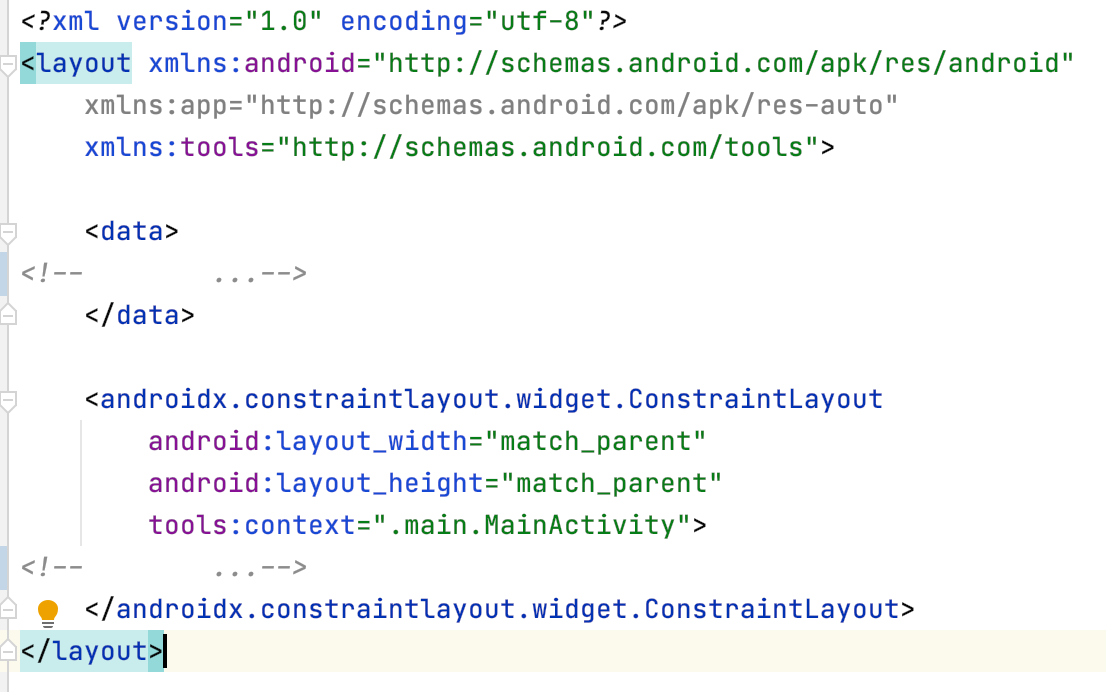 <?xml version="1.0" encoding="utf-8"?>
<layout xmlns:android="http://schemas.android.com/apk/res/android"
    xmlns:app="http://schemas.android.com/apk/res-auto"
    xmlns:tools="http://schemas.android.com/tools">
    <data>
<!--        ...-->
    </data>
    <androidx.constraintlayout.widget.ConstraintLayout
        android:layout_width="match_parent"
        android:layout_height="match_parent"
        tools:context=".main.MainActivity">
<!--        ...-->
    </androidx.constraintlayout.widget.ConstraintLayout>
</layout>